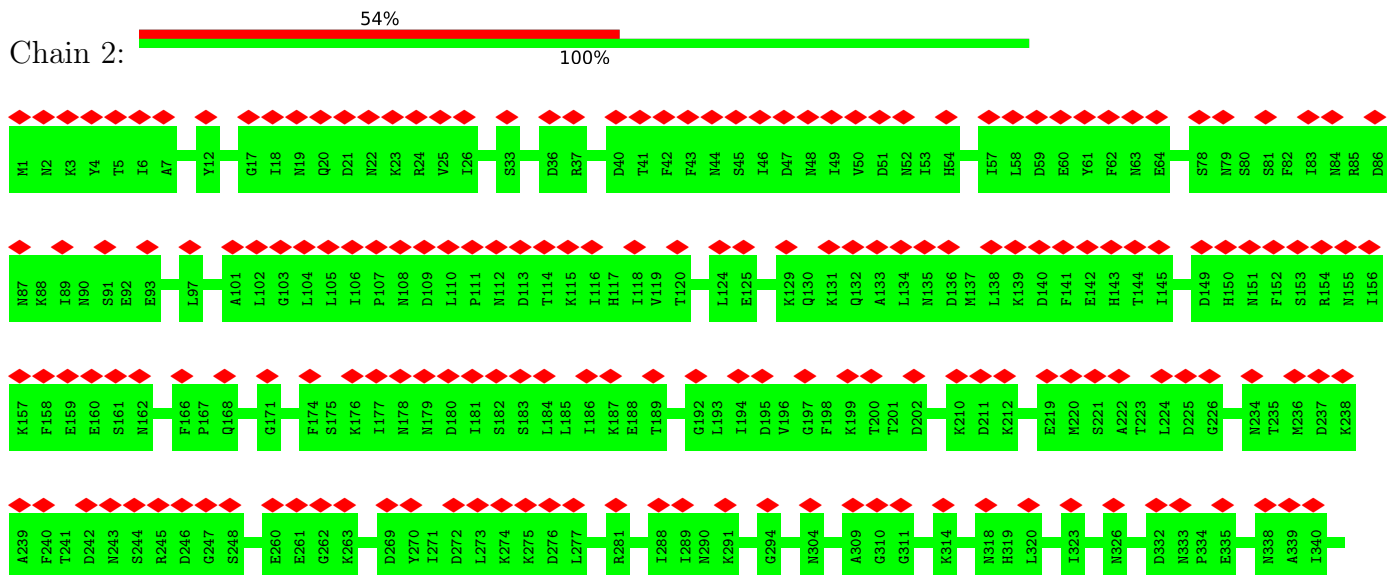 54%
Chain 2:
100%
M1 N2 K3 Y4 T5 I6 A7 Y12 G17 I18 N19 Q20 D21 N22 K23 R24 V25 I26 S33 D36 R37 D40 T41 F42 F43 N44 S45 I46 D47 N48 I49 V50 D51 N52 I53 H54 I57 L58 D59 E60 Y61 F62 N63 E64 S78 N79 S80 S81 F82 I83 N84 R85 D86
N87 K88 I89 N90 S91 E92 E93 L97 A101 L102 G103 L104 L105 I106 P107 N108 D109 L110 P111 N112 D113 T114 K115 I116 H117 I118 V119 T120 L124 E125 K129 Q130 K131 Q132 A133 L134 N135 D136 M137 L138 K139 D140 F141 E142 H143 T144 I145 D149 H150 N151 F152 S153 R154 N155 I156
K157 F158 E159 E160 S161 N162 F166 P167 Q168 G171 F174 S175 K176 I177 N178 N179 D180 I181 S182 S183 L184 L185 I186 K187 E188 T189 G192 L193 I194 D195 V196 G197 F198 K199 T200 T201 D202 K210 D211 K212 E219 M220 S221 A222 T223 L224 D225 G226 N234 T235 M236 D237 K238
A239 F240 T241 D242 N243 S244 R245 D246 G247 S248 E260 E261 G262 K263 D269 Y270 I271 D272 L273 K274 K275 D276 L277 R281 I288 I289 N290 K291 G294 N304 A309 G310 G311 K314 N318 H319 L320 I323 N326 D332 N333 P334 E335 N338 A339 I340